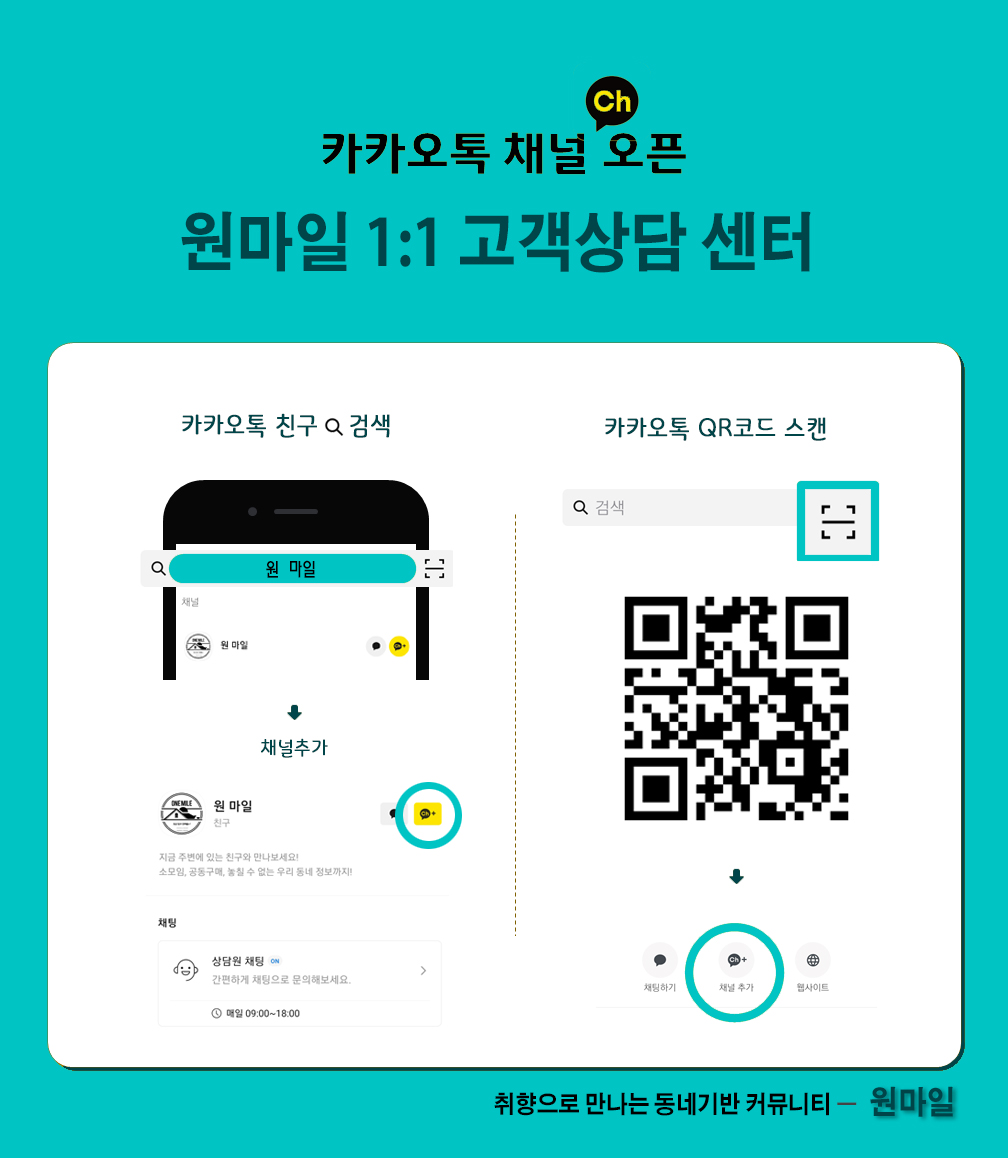 Ch
카카오톡 채널 오픈
원마일 1:1 고객상담 센터
카카오톡 친구 검색
원 마일
채널
원 마일
Ch+
채널추가
ONE MILE
원 마일
친구
Ch+
지금 주변에 있는 친구와 만나보세요!
소모임, 공동구매, 놓칠 수 없는 우리 동네 정보까지!
채팅
상담원 채팅 ON
간편하게 채팅으로 문의해보세요.
매일 09:00~18:00
카카오톡 QR코드 스캔
검색
Ch+
채팅하기 채널 추가 웹사이트
취향으로 만나는 동네기반 커뮤니티 — 원마일